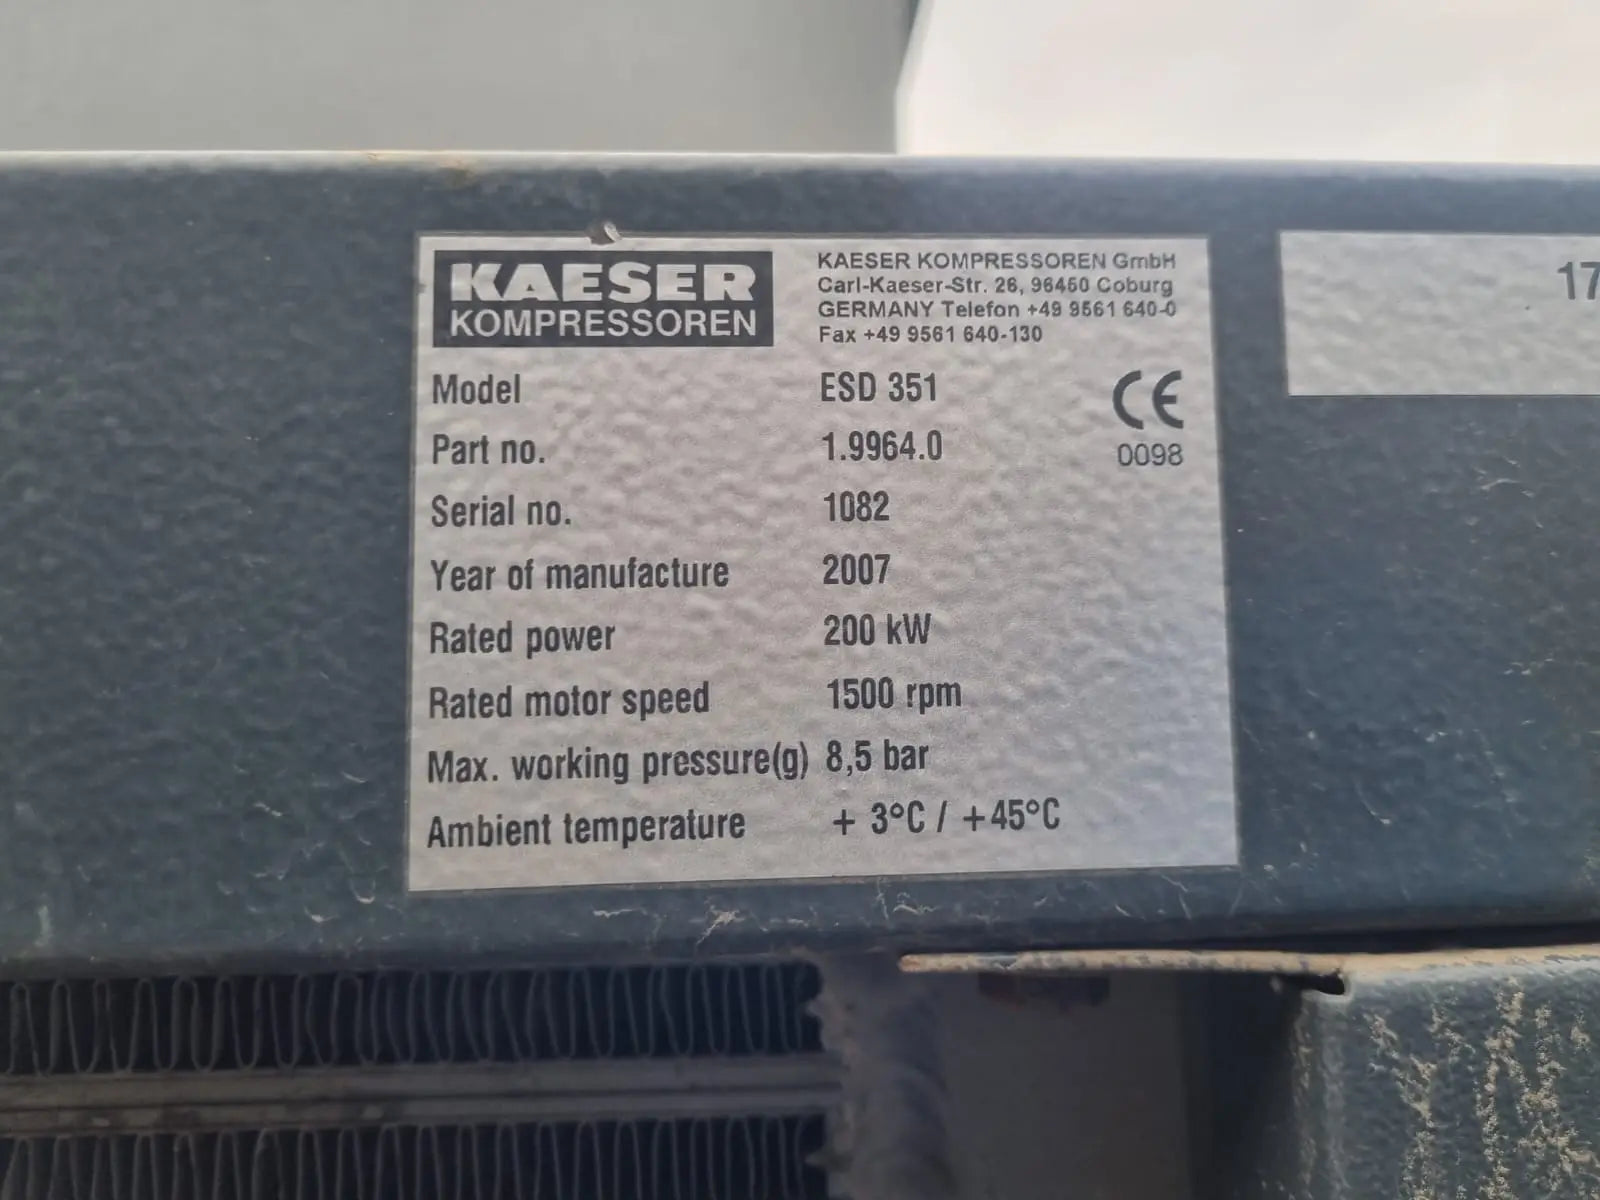 KAESER
KOMPRESSOREN
KAESER KOMPRESSOREN GmbH
Carl-Kaeser-Str. 26, 96450 Coburg
GERMANY Telefon +49 9561 640-0
Fax +49 9561 640-130
Model ESD 351
CE
Part no. 1.9964.0
0098
Serial no. 1082
Year of manufacture 2007
Rated power 200 kW
Rated motor speed 1500 rpm
Max. working pressure(g) 8,5 bar
Ambient temperature + 3°C / +45°C
17